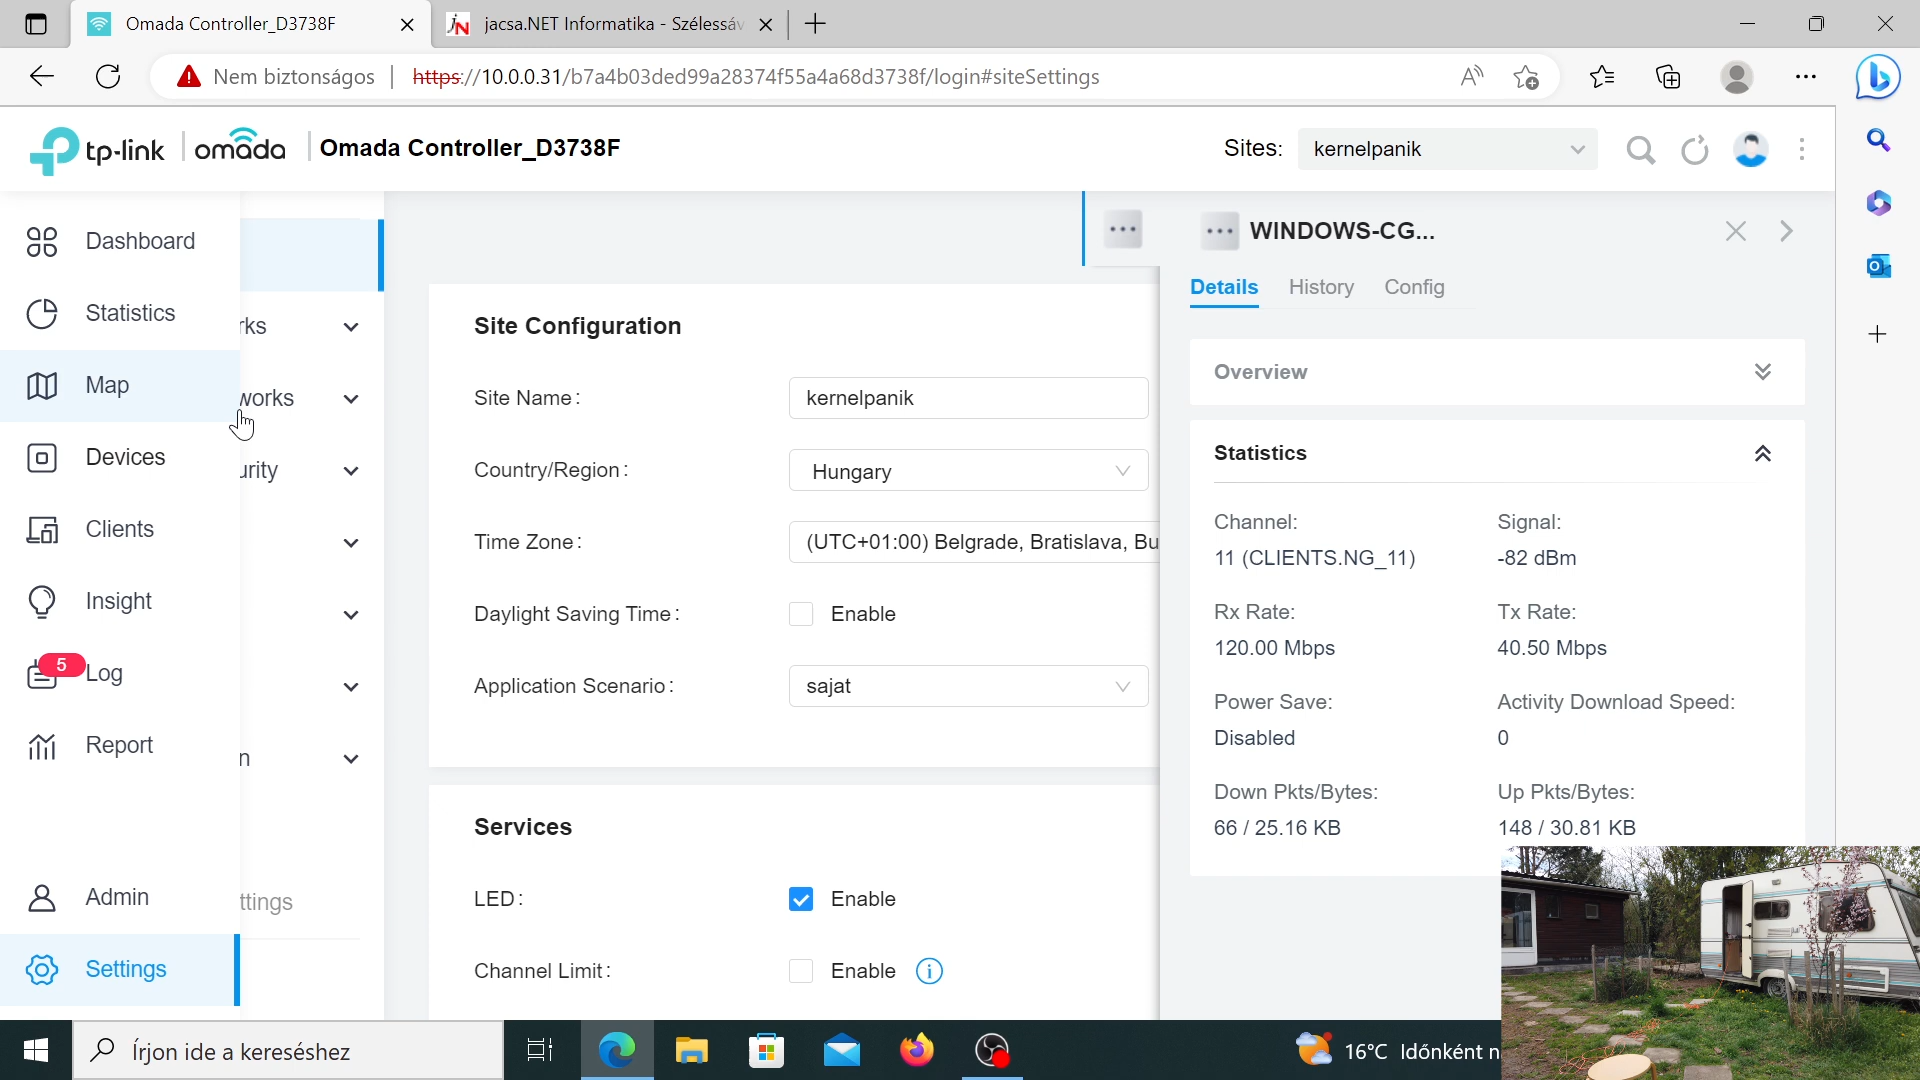 Omada Controller_D3738F
jacsa.NET Informatika - Szélessáv
Nem biztonságos
https://10.0.0.31/b7a4b03ded99a28374f55a4a68d3738f/login#siteSettings
tp-link
omada
Omada Controller_D3738F
Sites:
kernelpanik
Dashboard
Statistics
Map
Devices
Clients
Insight
5
Log
Report
Admin
Settings
rks
works
urity
n
ttings
Site Configuration
Site Name:
kernelpanik
Country/Region:
Hungary
Time Zone:
(UTC+01:00) Belgrade, Bratislava, Bu
Daylight Saving Time:
Enable
Application Scenario:
sajat
Services
LED:
Enable
Channel Limit:
Enable
WINDOWS-CG...
Details History Config
Overview
Statistics
Channel: Signal:
11 (CLIENTS.NG_11) -82 dBm
Rx Rate: Tx Rate:
120.00 Mbps 40.50 Mbps
Power Save: Activity Download Speed:
Disabled 0
Down Pkts/Bytes: Up Pkts/Bytes:
66 / 25.16 KB 148 / 30.81 KB
Írjon ide a kereséshez
16°C Időnként n